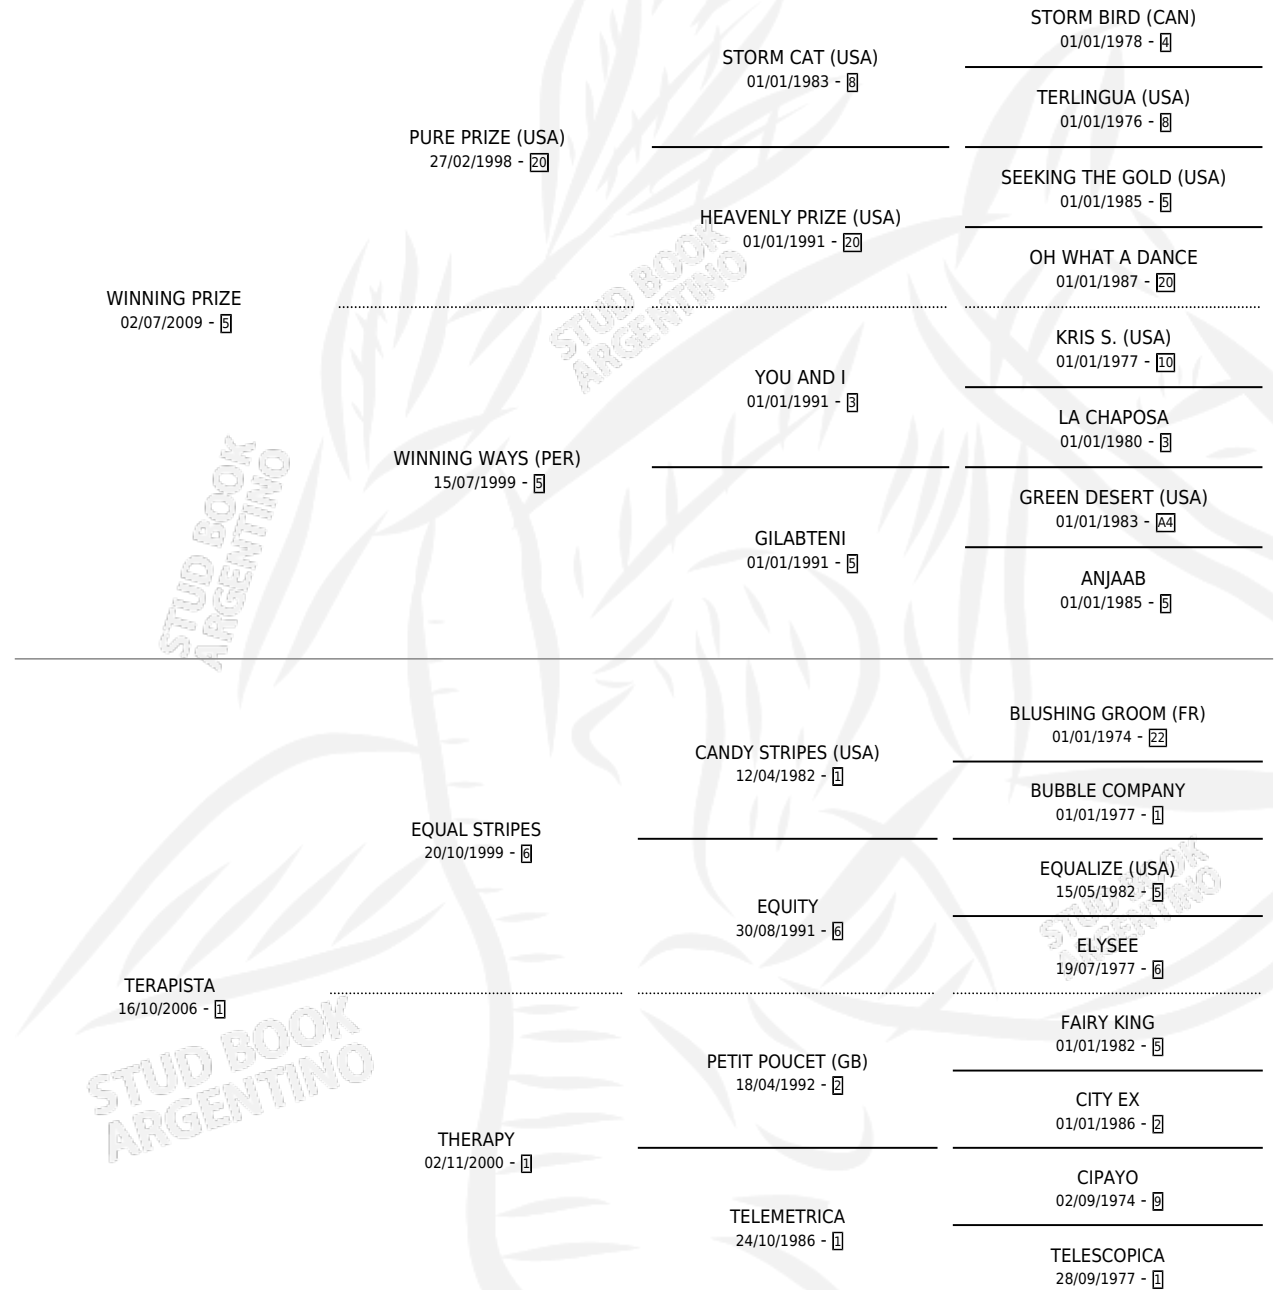 STORM BIRD (CAN)
01/01/1978 - 4
STORM CAT (USA)
01/01/1983 - 8
TERLINGUA (USA)
01/01/1976 - 8
PURE PRIZE (USA)
27/02/1998 - 20
SEEKING THE GOLD (USA)
01/01/1985 - 5
HEAVENLY PRIZE (USA)
01/01/1991 - 20
OH WHAT A DANCE
01/01/1987 - 20
WINNING PRIZE
02/07/2009 - 5
KRIS S. (USA)
01/01/1977 - 10
YOU AND I
01/01/1991 - 3
LA CHAPOSA
01/01/1980 - 3
WINNING WAYS (PER)
15/07/1999 - 5
GREEN DESERT (USA)
01/01/1983 - A4
GILABTENI
01/01/1991 - 5
ANJAAB
01/01/1985 - 5
STUD BOOK
ARGENTINO
STUD BOOK
ARGENTINO
BLUSHING GROOM (FR)
01/01/1974 - 22
CANDY STRIPES (USA)
12/04/1982 - 1
BUBBLE COMPANY
01/01/1977 - 1
EQUAL STRIPES
20/10/1999 - 6
EQUALIZE (USA)
15/05/1982 - 5
EQUITY
30/08/1991 - 6
ELYSEE
19/07/1977 - 6
TERAPISTA
16/10/2006 - 1
FAIRY KING
01/01/1982 - 5
PETIT POUCET (GB)
18/04/1992 - 2
CITY EX
01/01/1986 - 2
THERAPY
02/11/2000 - 1
CIPAYO
02/09/1974 - 9
TELEMETRICA
24/10/1986 - 1
TELESCOPICA
28/09/1977 - 1
STUD BOOK
ARGENTINO
STUD BOOK
ARGENTINO